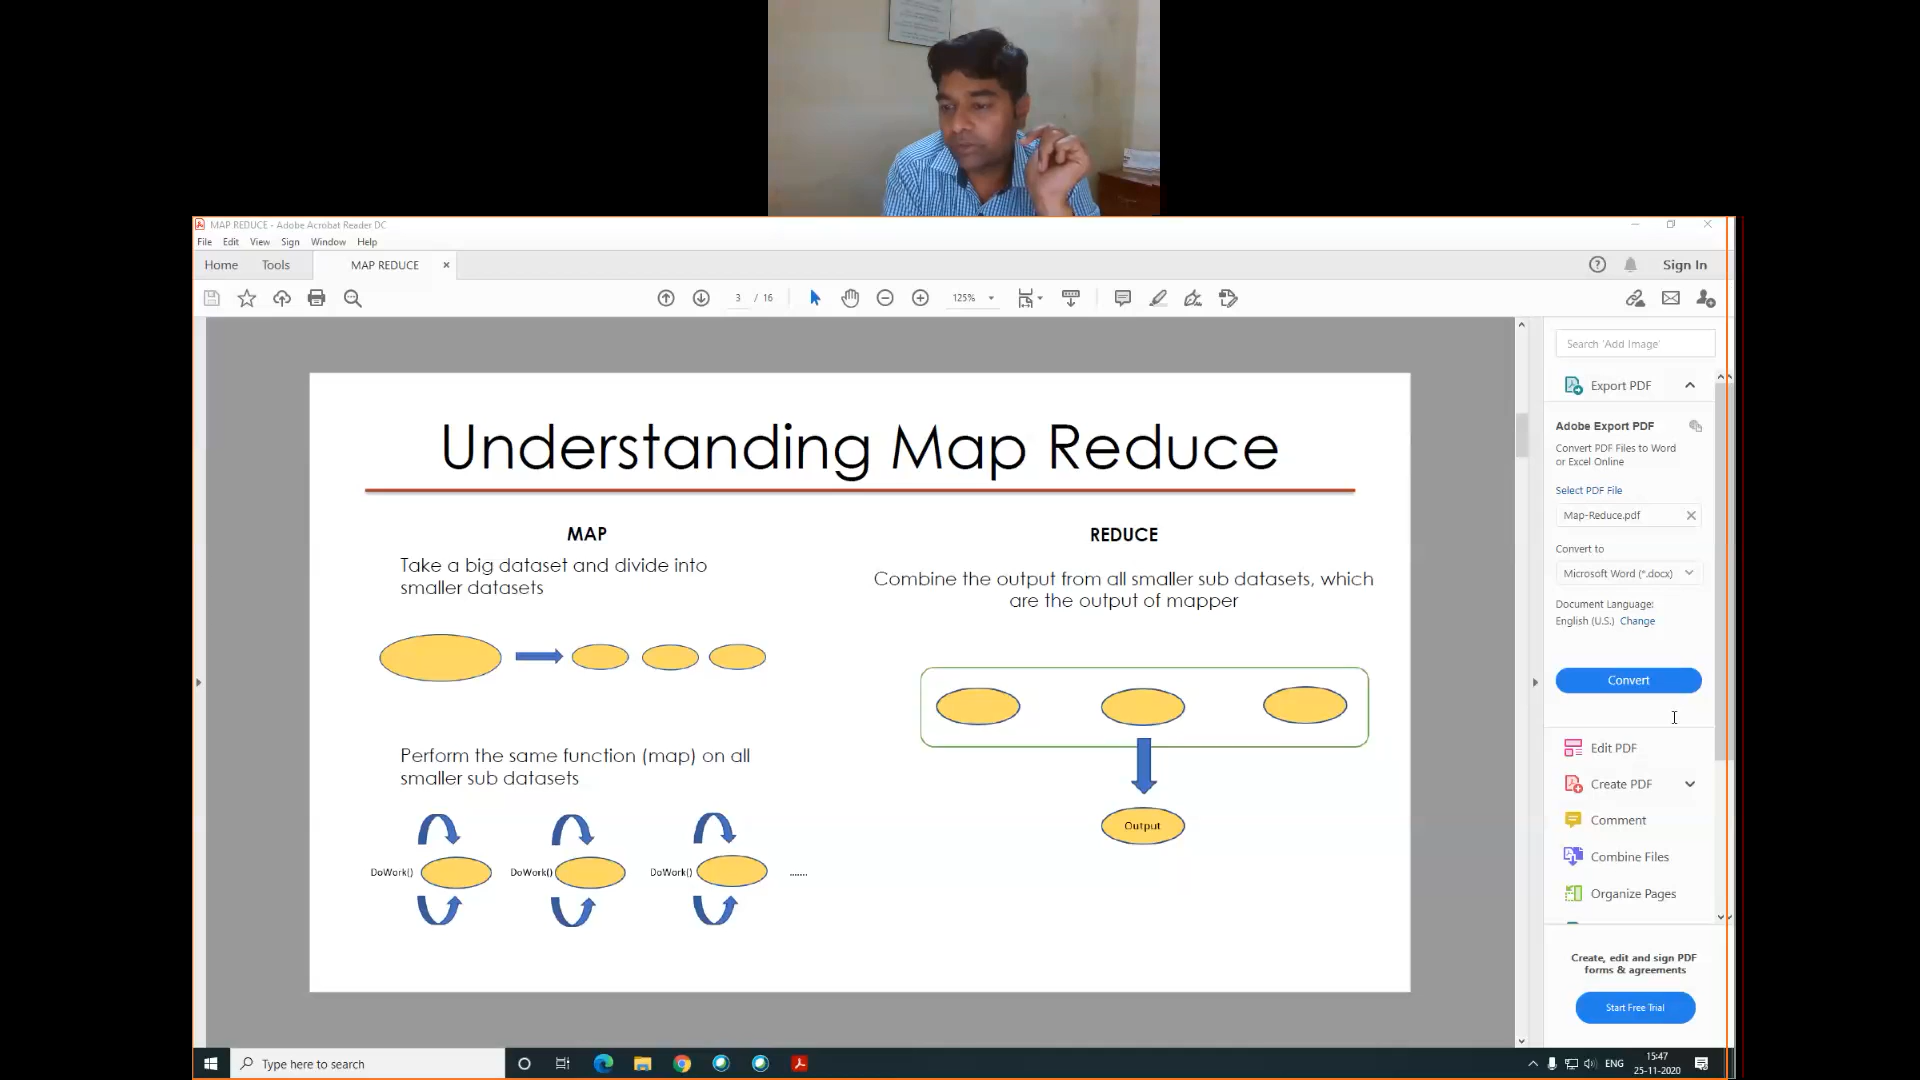 MAP REDUCE - Adobe Acrobat Reader DC
File Edit View Sign Window Help
Home Tools MAP REDUCE × Sign In
3 / 16 125%
Search 'Add Image'
Export PDF
Adobe Export PDF
Convert PDF Files to Word
or Excel Online
Select PDF File
Map-Reduce.pdf
Convert to
Microsoft Word (*.docx)
Document Language:
English (U.S.) Change
Convert
Edit PDF
Create PDF
Comment
Combine Files
Organize Pages
Create, edit and sign PDF
forms & agreements
Start Free Trial
Understanding Map Reduce
MAP
Take a big dataset and divide into
smaller datasets
Perform the same function (map) on all
smaller sub datasets
DoWork() DoWork() DoWork() .......
REDUCE
Combine the output from all smaller sub datasets, which
are the output of mapper
Output
Type here to search
ENG
15:47
25-11-2020